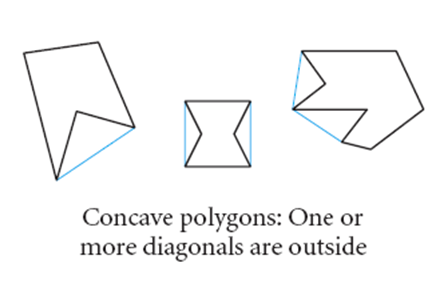 Concave polygons: One or
more diagonals are outside